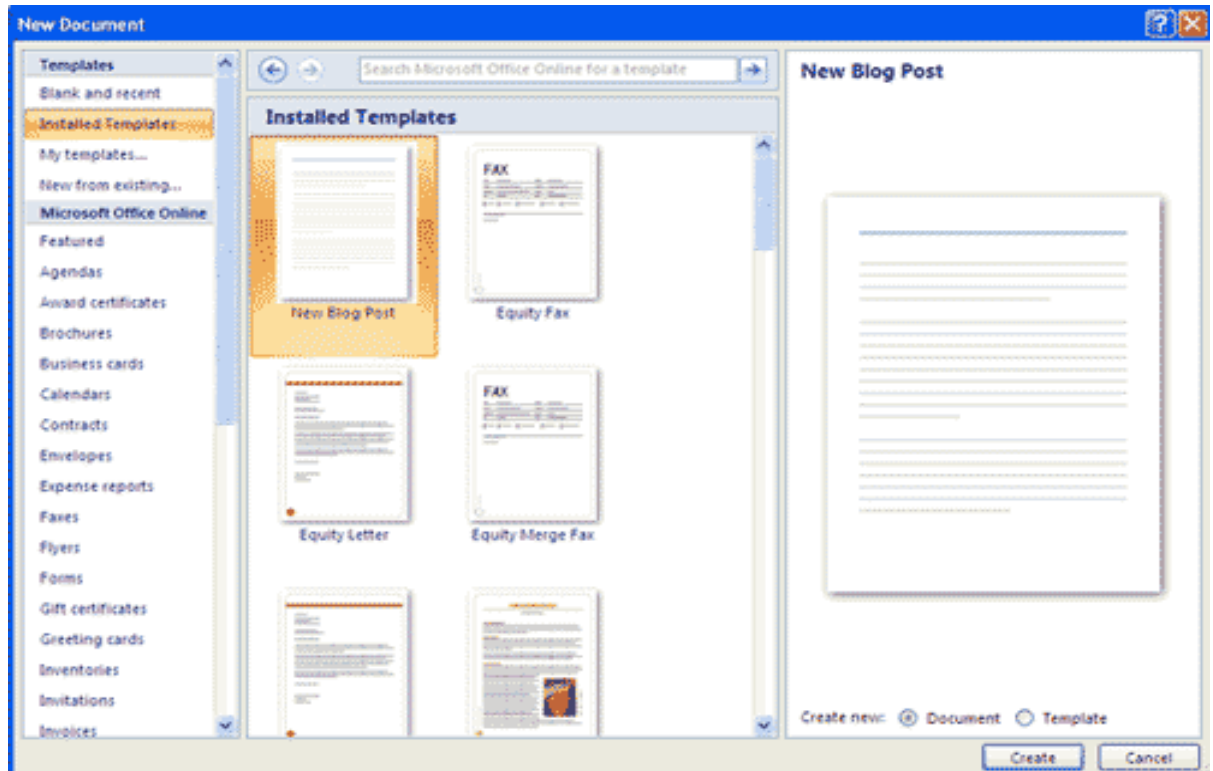 New Document
Templates
Blank and recent
Installed Templates
My templates...
New from existing...
Microsoft Office Online
Featured
Agendas
Award certificates
Brochures
Business cards
Calendars
Contracts
Envelopes
Expense reports
Faxes
Flyers
Forms
Gift certificates
Greeting cards
Inventories
Invitations
Invoices
Search Microsoft Office Online for a template
Installed Templates
FAX
New Blog Post
Equity Fax
FAX
Equity Letter
Equity Merge Fax
New Blog Post
Create new: Document Template
Create Cancel